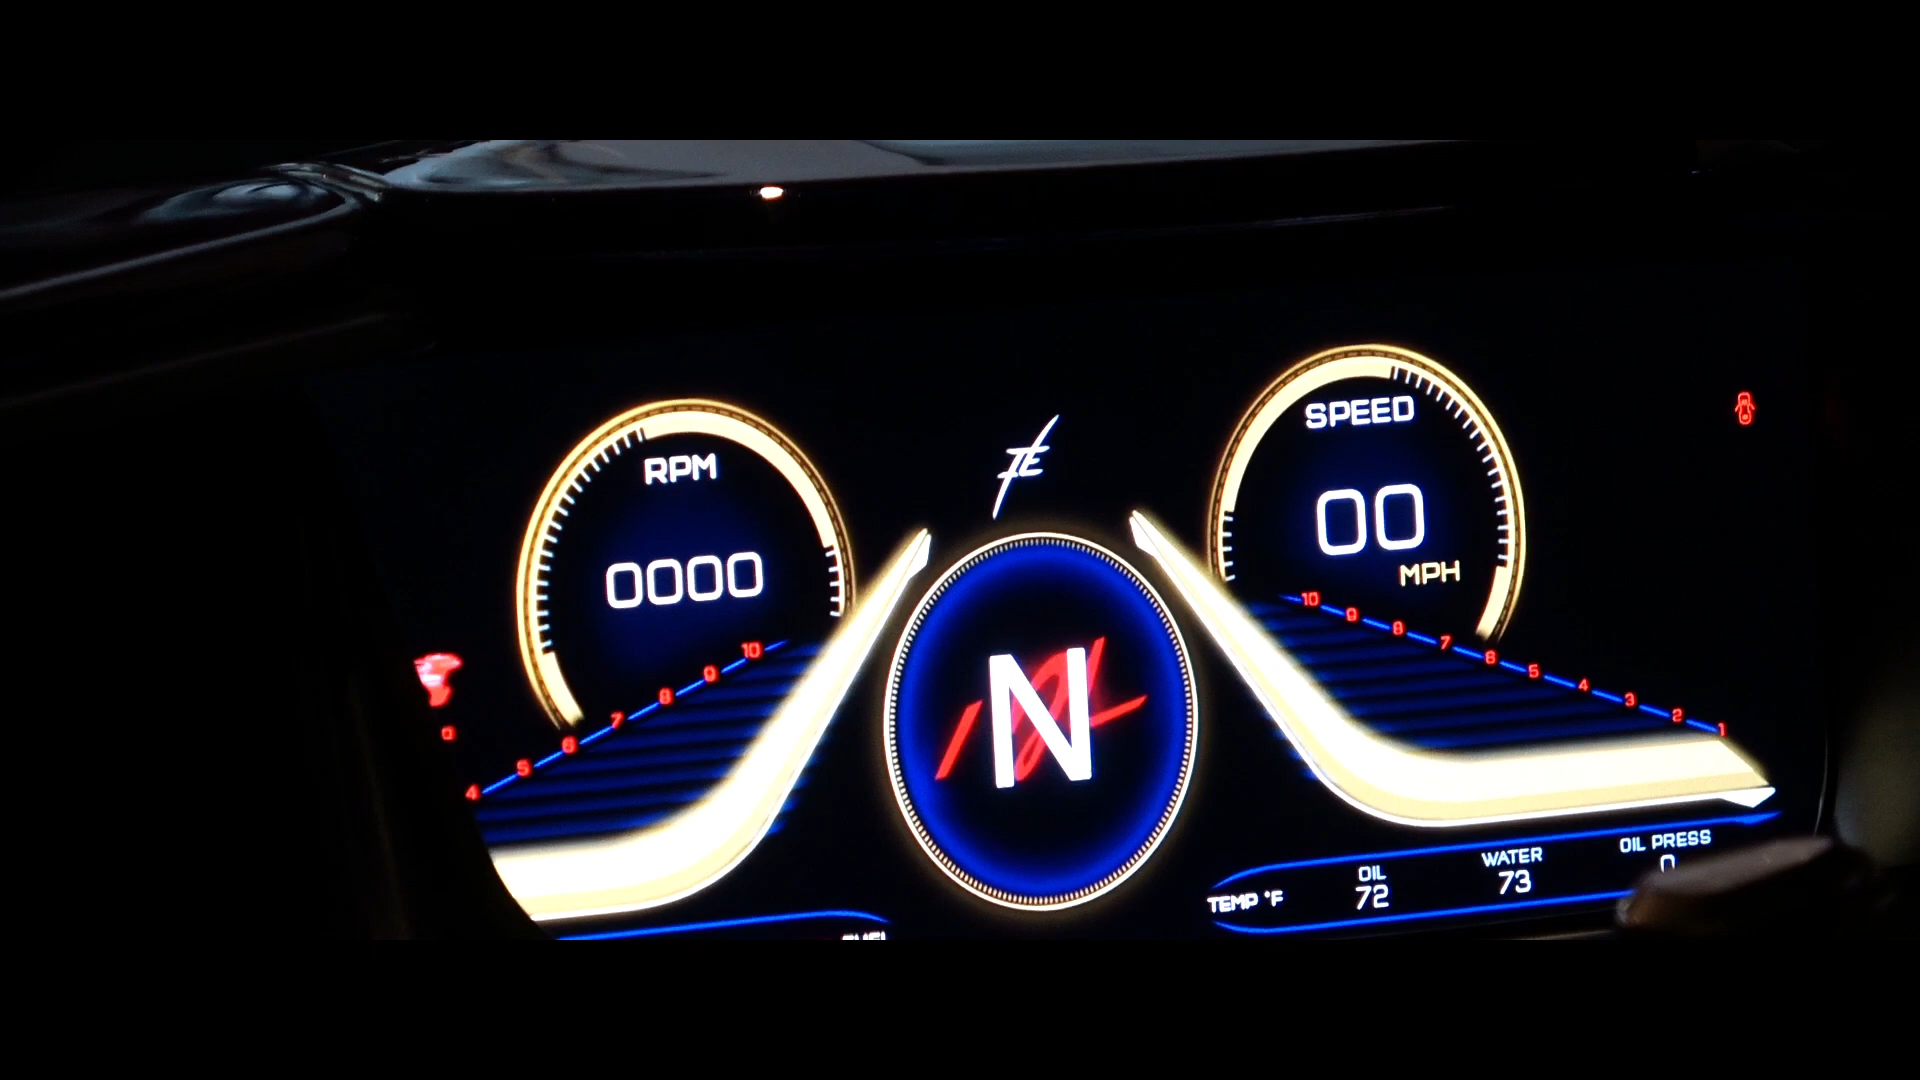 RPM
0000
SPEED
00
MPH
N
4 5 6 7 8 9 10
10 9 8 7 6 5 4 3 2 1
TEMP °F
OIL
72
WATER
73
OIL PRESS
0
FUEL